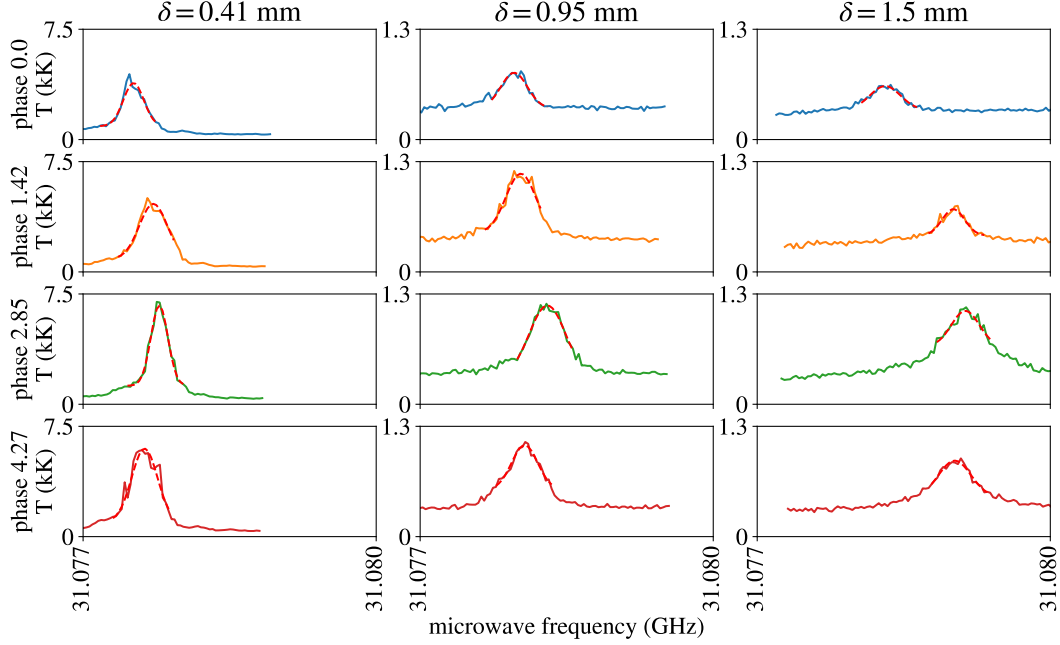 δ = 0.41 mm δ = 0.95 mm δ = 1.5 mm
7.5 1.3 1.3
phase 0.0
T (kK)
0 0 0
7.5 1.3 1.3
phase 1.42
T (kK)
0 0 0
7.5 1.3 1.3
phase 2.85
T (kK)
0 0 0
7.5 1.3 1.3
phase 4.27
T (kK)
0 0 0
31.077 31.080 31.077 31.080 31.077 31.080
microwave frequency (GHz)